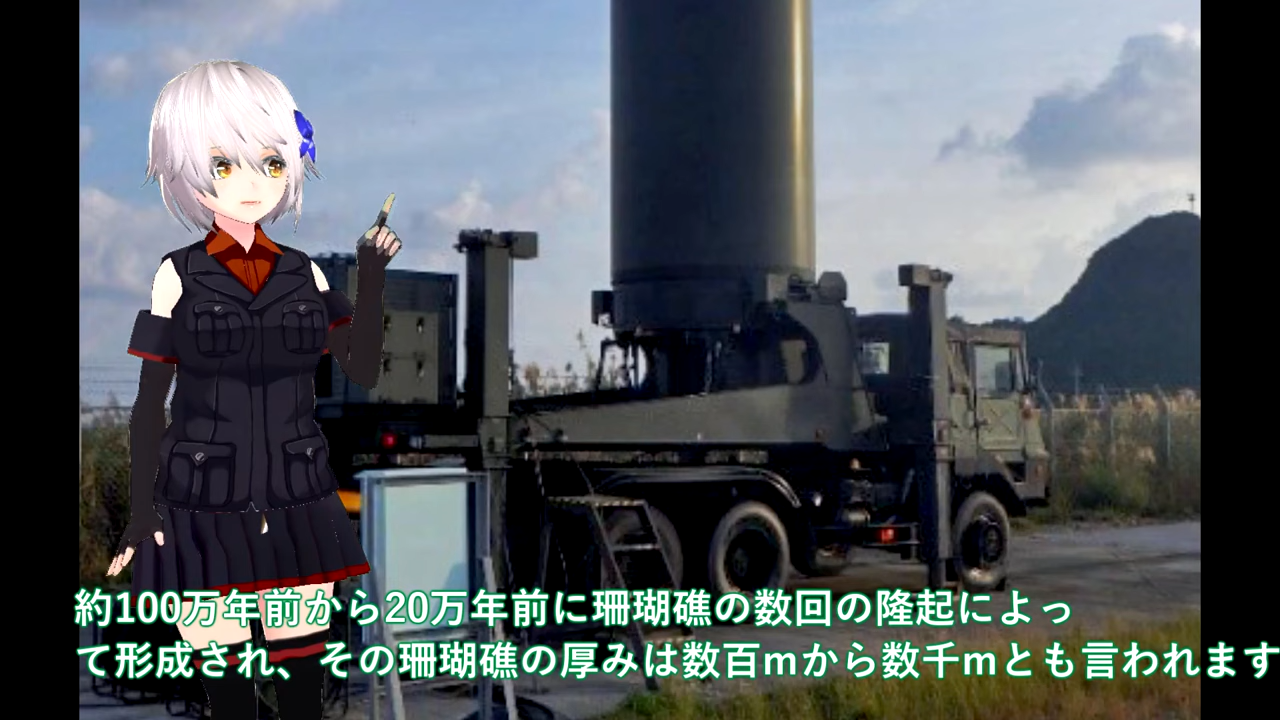 約100万年前から20万年前に珊瑚礁の数回の隆起によっ
て形成され、その珊瑚礁の厚みは数百mから数千mとも言われます